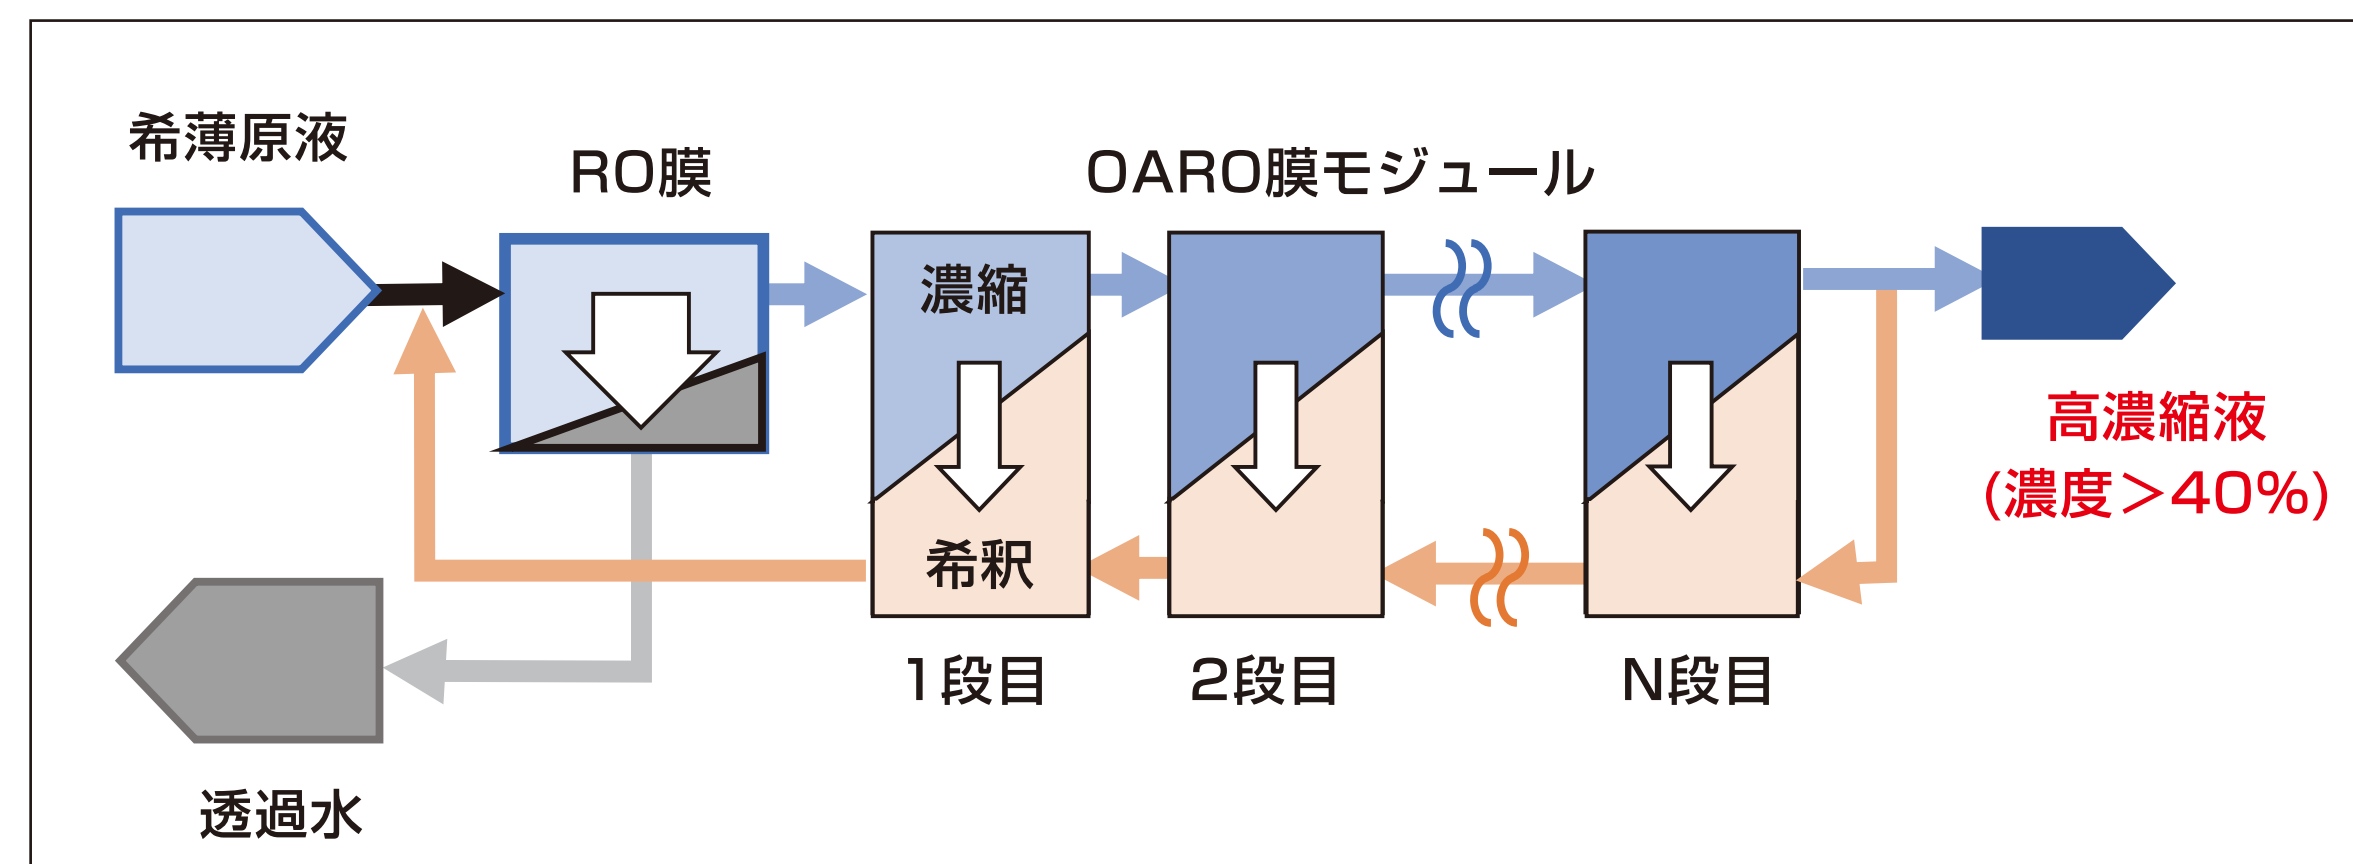 希薄原液
RO膜
OARO膜モジュール
濃縮
希釈
1段目
2段目
N段目
高濃縮液
(濃度＞40%)
透過水